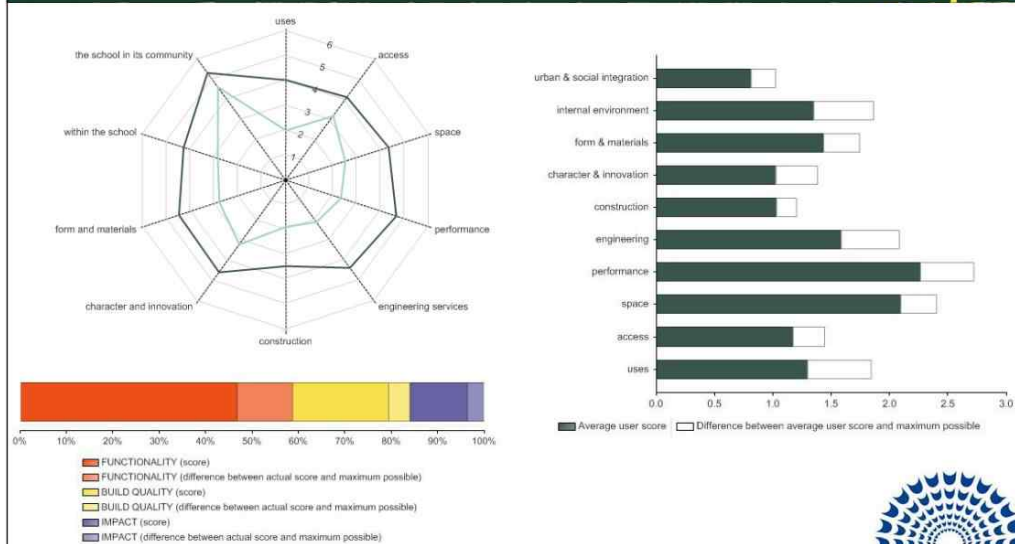 uses
6
the school in its community
access
5
4
3
within the school
space
2
1
form and materials
performance
character and innovation
engineering services
construction
0% 10% 20% 30% 40% 50% 60% 70% 80% 90% 100%
FUNCTIONALITY (score)
FUNCTIONALITY (difference between actual score and maximum possible)
BUILD QUALITY (score)
BUILD QUALITY (difference between actual score and maximum possible)
IMPACT (score)
IMPACT (difference between actual score and maximum possible)
urban & social integration
internal environment
form & materials
character & innovation
construction
engineering
performance
space
access
uses
0.0 0.5 1.0 1.5 2.0 2.5 3.0
Average user score Difference between average user score and maximum possible